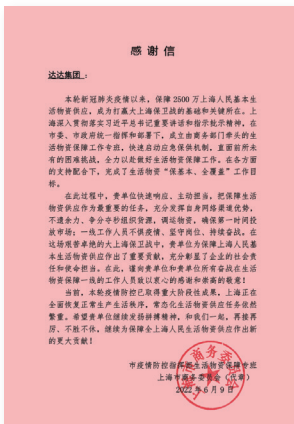 感谢信
达达集团：
本轮新冠肺炎疫情以来，保障 2500 万上海人民基本生
活物资供应，成为打赢大上海保卫战的基础和关键所在。上
海深入贯彻落实习近平总书记重要讲话和指示批示精神，在
市委、市政府统一指挥和部署下，成立由商务部门牵头的生
活物资保障工作专班，快速启动应急保供机制，直面前所未
有的困难挑战，全力以赴做好生活物资保障工作。在各方面
的支持配合下，完成了生活物资“保基本、全覆盖”工作目
标。
在此过程中，贵单位快速响应、主动担当，把保障生活
物资供应作为最重要的任务，充分发挥自身网络渠道优势，
不遗余力、争分夺秒组织货源，调运物资，确保第一时间投
放市场；一线工作人员不惧疫情、坚守岗位、持续奋战。在
这场艰苦卓绝的大上海保卫战中，贵单位为保障上海人民基
本生活物资供应作出了重要贡献，充分彰显了企业的社会责
任和使命担当。在此，谨向贵单位和贵单位所有奋战在生活
物资保障一线的工作人员致以衷心的感谢和崇高的敬意！
当前，本轮疫情防控已取得重大阶段性成果，上海正在
全面恢复正常生产生活秩序，常态化生活物资供应任务依然
繁重。希望贵单位继续发扬拼搏精神，和我们一起，再接再
厉、不胜不休，继续为保障全上海人民生活物资供应作出新
的更大贡献！
市疫情防控指挥部生活物资保障专班
上海市商务委员会（代章）
2022 年 6 月 9 日